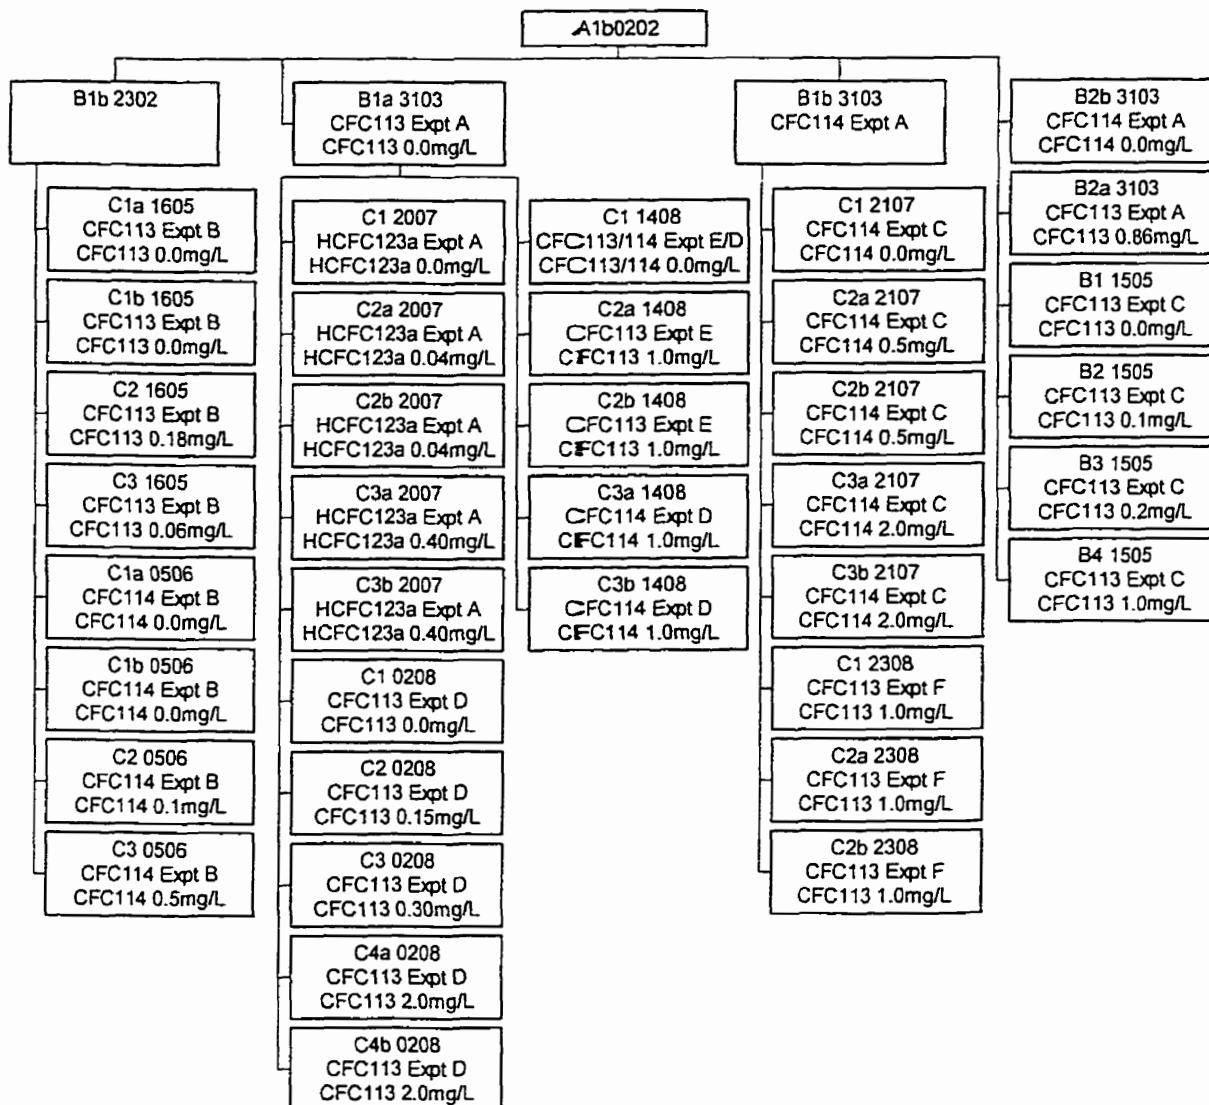 A1b0202
B1b 2302
B1a 3103
CFC113 Expt A
CFC113 0.0mg/L
B1b 3103
CFC114 Expt A
B2b 3103
CFC114 Expt A
CFC114 0.0mg/L
C1a 1605
CFC113 Expt B
CFC113 0.0mg/L
C1b 1605
CFC113 Expt B
CFC113 0.0mg/L
C2 1605
CFC113 Expt B
CFC113 0.18mg/L
C3 1605
CFC113 Expt B
CFC113 0.06mg/L
C1a 0506
CFC114 Expt B
CFC114 0.0mg/L
C1b 0506
CFC114 Expt B
CFC114 0.0mg/L
C2 0506
CFC114 Expt B
CFC114 0.1mg/L
C3 0506
CFC114 Expt B
CFC114 0.5mg/L
C1 2007
HCFC123a Expt A
HCFC123a 0.0mg/L
C2a 2007
HCFC123a Expt A
HCFC123a 0.04mg/L
C2b 2007
HCFC123a Expt A
HCFC123a 0.04mg/L
C3a 2007
HCFC123a Expt A
HCFC123a 0.40mg/L
C3b 2007
HCFC123a Expt A
HCFC123a 0.40mg/L
C1 0208
CFC113 Expt D
CFC113 0.0mg/L
C2 0208
CFC113 Expt D
CFC113 0.15mg/L
C3 0208
CFC113 Expt D
CFC113 0.30mg/L
C4a 0208
CFC113 Expt D
CFC113 2.0mg/L
C4b 0208
CFC113 Expt D
CFC113 2.0mg/L
C1 1408
CFC113/114 Expt E/D
CFC113/114 0.0mg/L
C2a 1408
CFC113 Expt E
CFC113 1.0mg/L
C2b 1408
CFC113 Expt E
CFC113 1.0mg/L
C3a 1408
CFC114 Expt D
CFC114 1.0mg/L
C3b 1408
CFC114 Expt D
CFC114 1.0mg/L
C1 2107
CFC114 Expt C
CFC114 0.0mg/L
C2a 2107
CFC114 Expt C
CFC114 0.5mg/L
C2b 2107
CFC114 Expt C
CFC114 0.5mg/L
C3a 2107
CFC114 Expt C
CFC114 2.0mg/L
C3b 2107
CFC114 Expt C
CFC114 2.0mg/L
C1 2308
CFC113 Expt F
CFC113 1.0mg/L
C2a 2308
CFC113 Expt F
CFC113 1.0mg/L
C2b 2308
CFC113 Expt F
CFC113 1.0mg/L
B2a 3103
CFC113 Expt A
CFC113 0.86mg/L
B1 1505
CFC113 Expt C
CFC113 0.0mg/L
B2 1505
CFC113 Expt C
CFC113 0.1mg/L
B3 1505
CFC113 Expt C
CFC113 0.2mg/L
B4 1505
CFC113 Expt C
CFC113 1.0mg/L